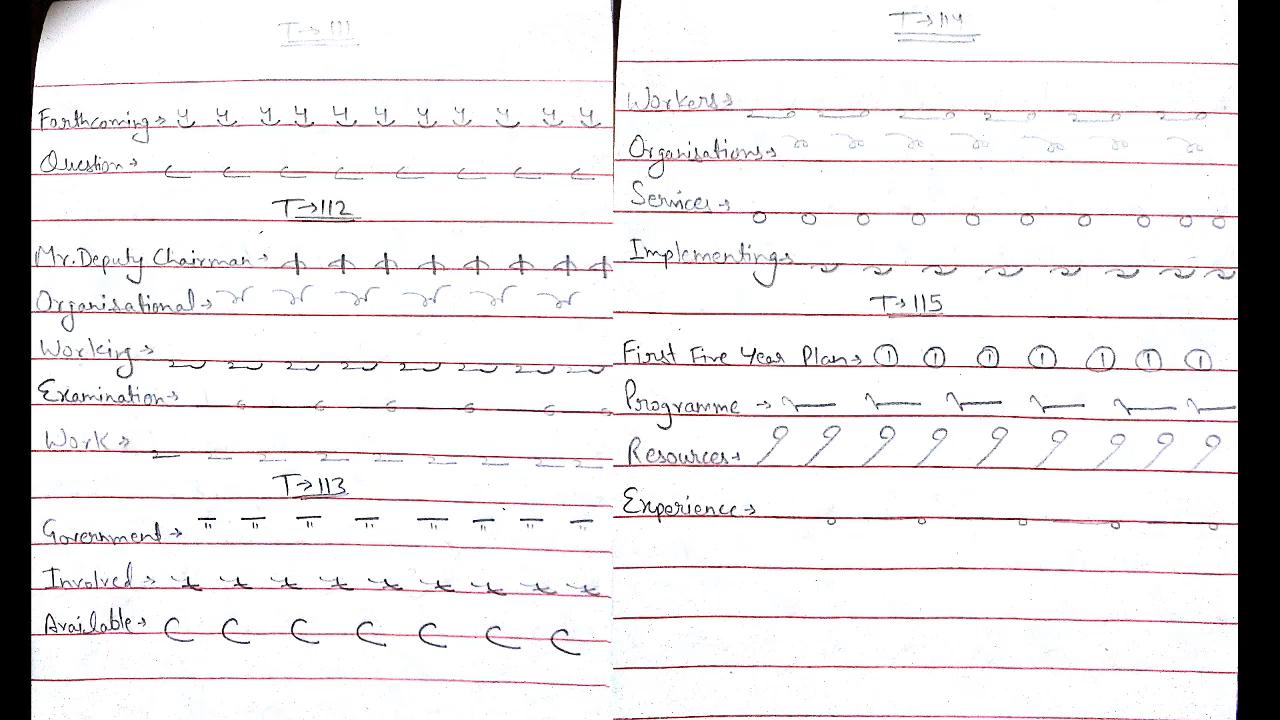 T→111
Forthcoming→
Question→
T→112
Mr. Deputy Chairman→
Organisational→
Working→
Examination→
Work→
T→113
Government→
Involved→
Available→
T→114
Workers→
Organisations→
Services→
Implementing→
T→115
First Five Year Plan→
Programme→
Resources→
Experience→